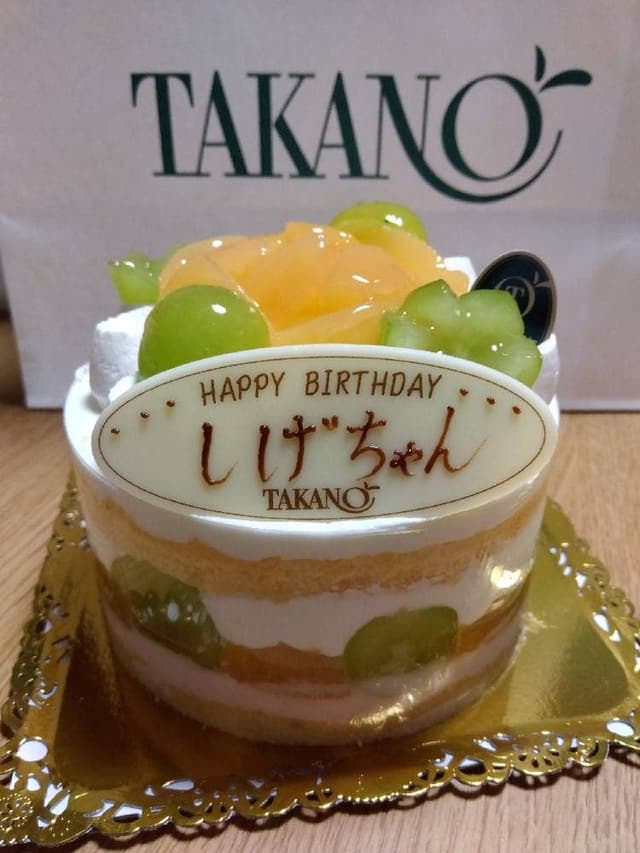 TAKANO
T
HAPPY BIRTHDAY
しげちゃん
TAKANO